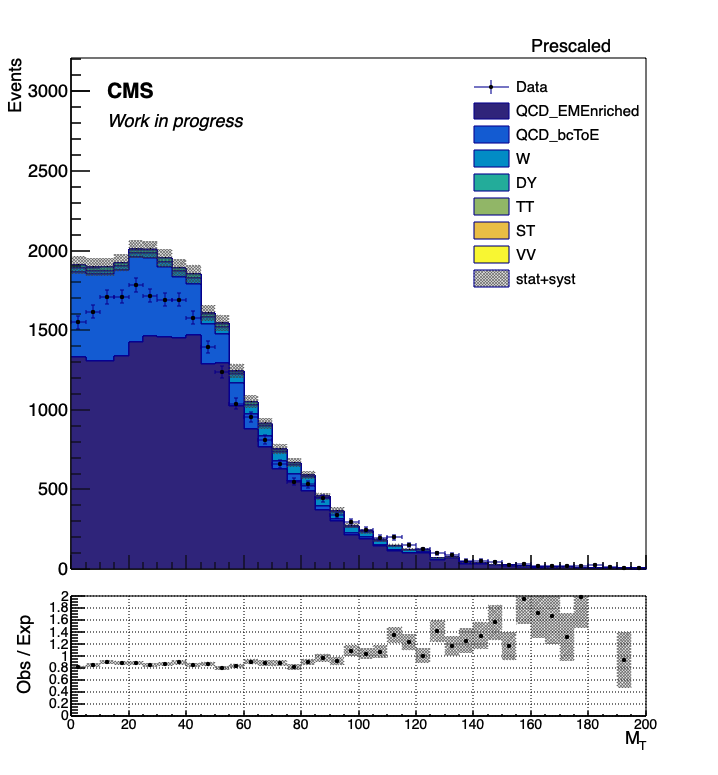 Prescaled
Events
3000
2500
2000
1500
1000
500
0
CMS
Work in progress
Data
QCD_EMEnriched
QCD_bcToE
W
DY
TT
ST
VV
stat+syst
Obs / Exp
2
1.8
1.6
1.4
1.2
1
0.8
0.6
0.4
0.2
0
0 20 40 60 80 100 120 140 160 180 200
M_T